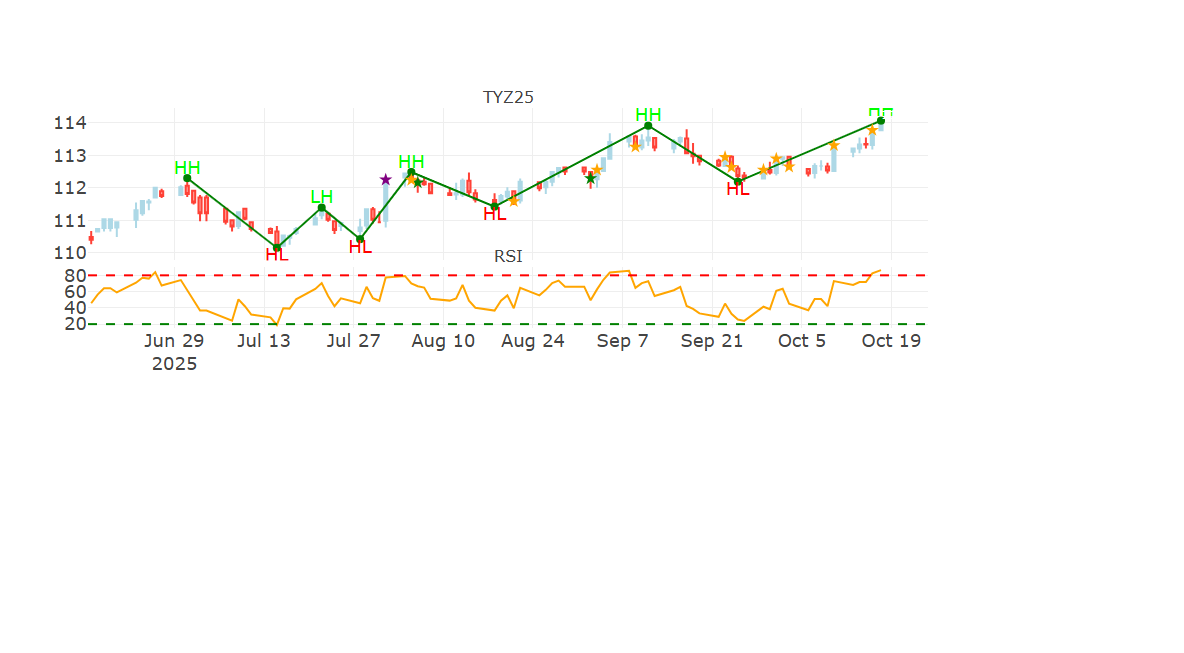 TYZ25
114
113
112
111
110
HH
HL
LH
HL
HH
HL
HH
HL
RSI
80
60
40
20
Jun 29
2025
Jul 13
Jul 27
Aug 10
Aug 24
Sep 7
Sep 21
Oct 5
Oct 19